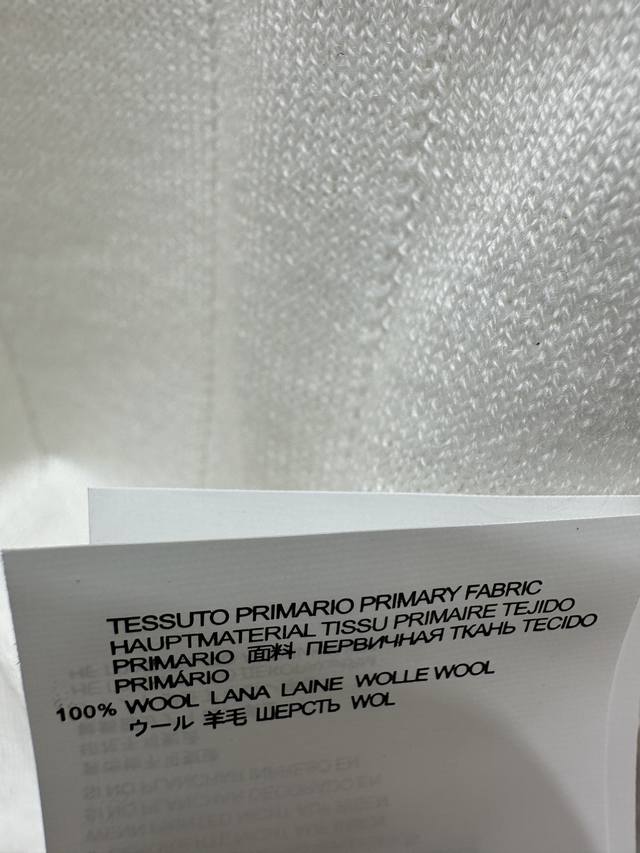 TESSUTO PRIMARIO PRIMARY FABRIC
HAUPTMATERIAL TISSU PRIMAIRE TEJIDO
PRIMARIO 面料 ПЕРВИЧНАЯ ТКАНЬ TECIDO
PRIMÁRIO
100% WOOL LANA LAINE WOLLE WOOL
ウール 羊毛 ШЕРСТЬ WOL